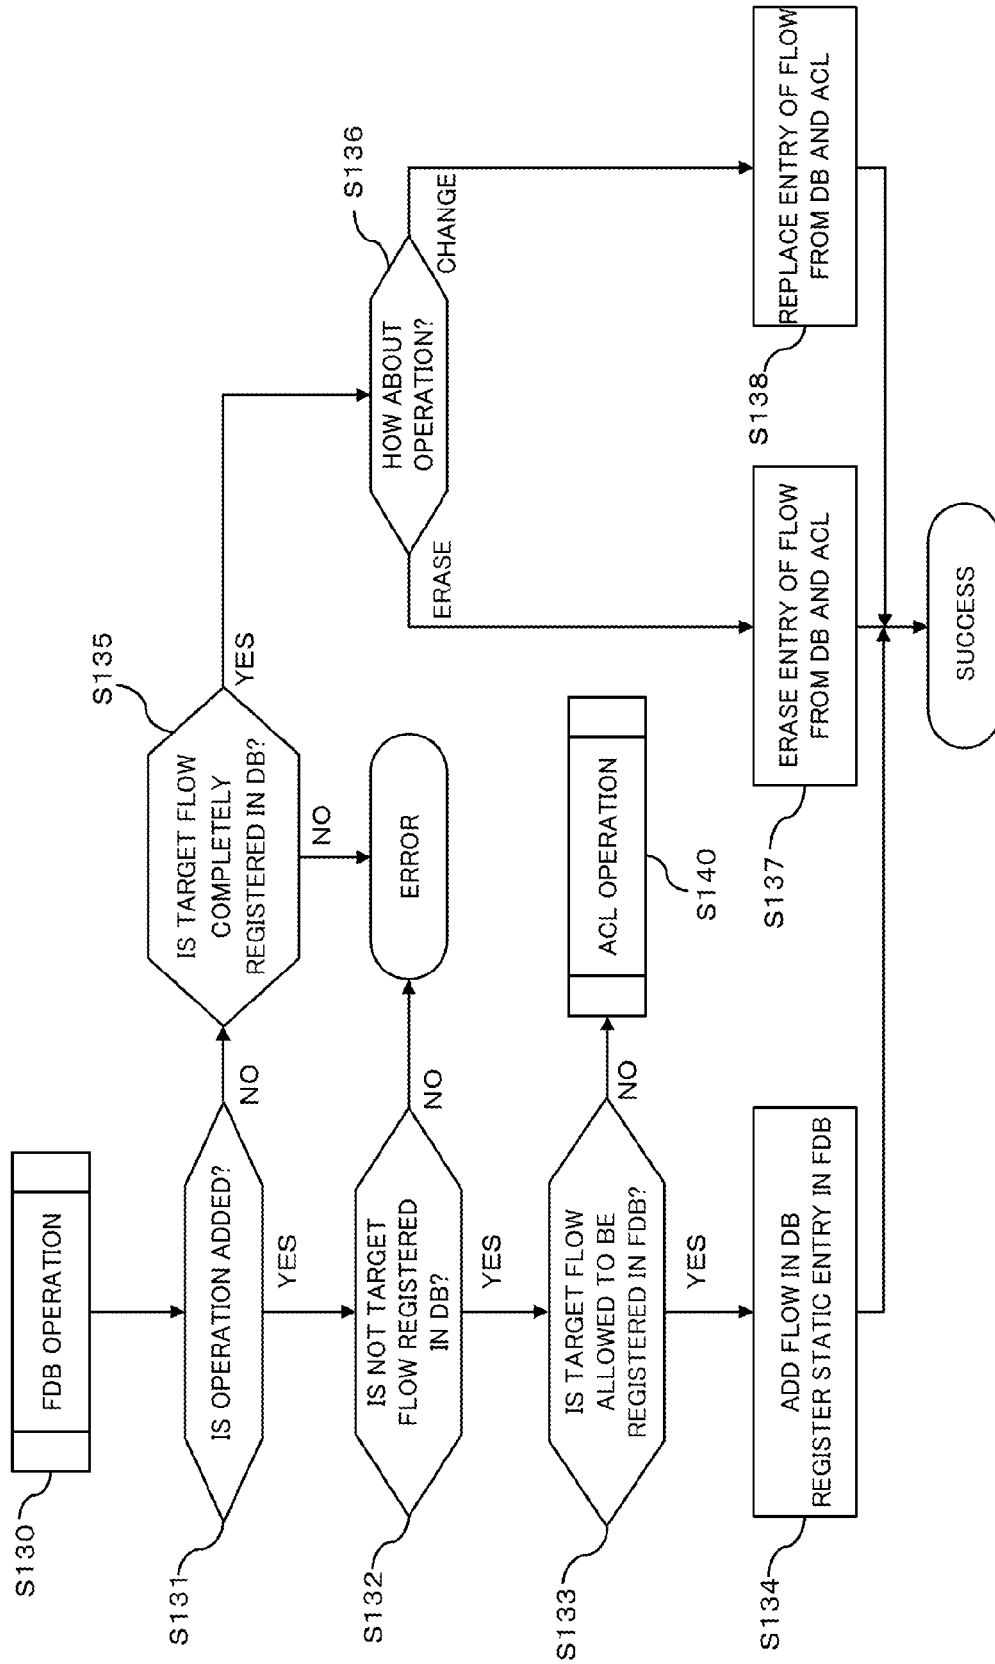 S130
FDB OPERATION
S131
IS OPERATION ADDED?
NO
YES
S135
IS TARGET FLOW
COMPLETELY
REGISTERED IN DB?
YES
NO
S132
IS NOT TARGET
FLOW REGISTERED
IN DB?
NO
YES
ERROR
S136
HOW ABOUT
OPERATION?
ERASE
CHANGE
S133
IS TARGET FLOW
ALLOWED TO BE
REGISTERED IN FDB?
NO
YES
ACL OPERATION
S140
S134
ADD FLOW IN DB
REGISTER STATIC ENTRY IN FDB
S137
ERASE ENTRY OF FLOW
FROM DB AND ACL
S138
REPLACE ENTRY OF FLOW
FROM DB AND ACL
SUCCESS